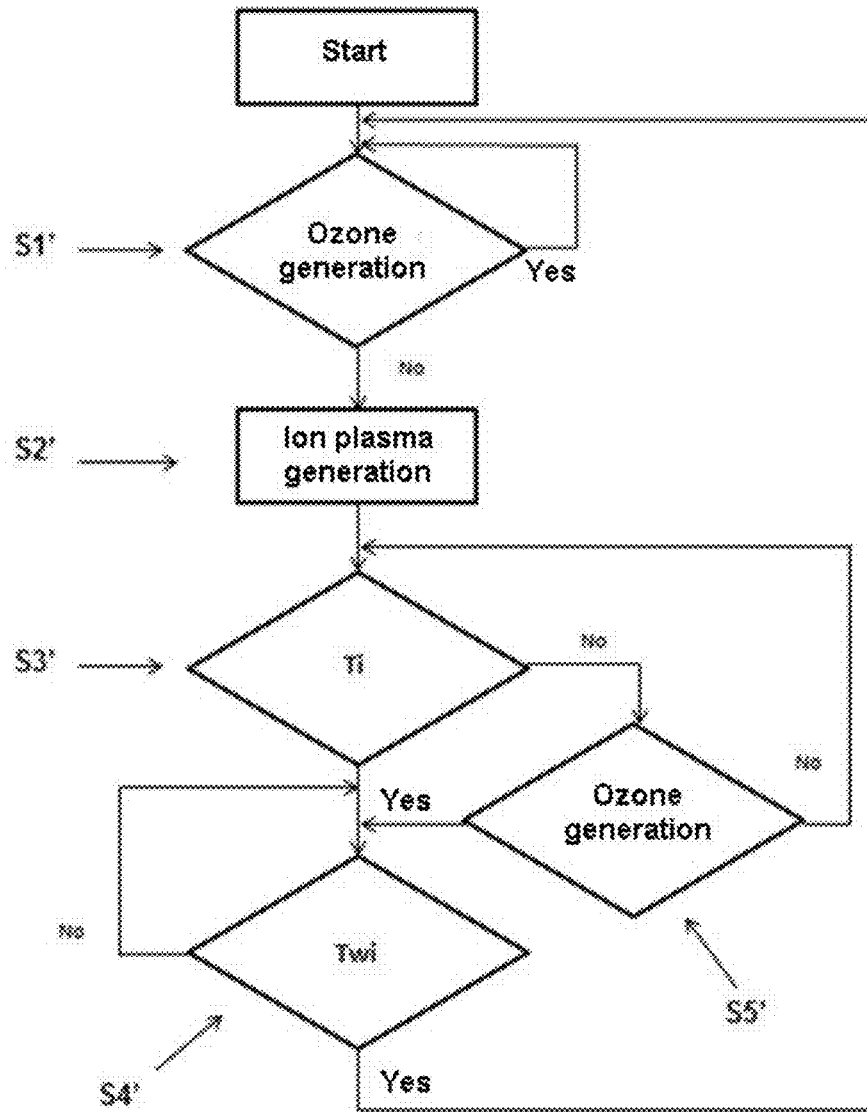 Start
S1'
Ozone
generation
Yes
No
S2'
Ion plasma
generation
S3'
Ti
No
Yes
Ozone
generation
No
No
Twi
S5'
S4'
Yes